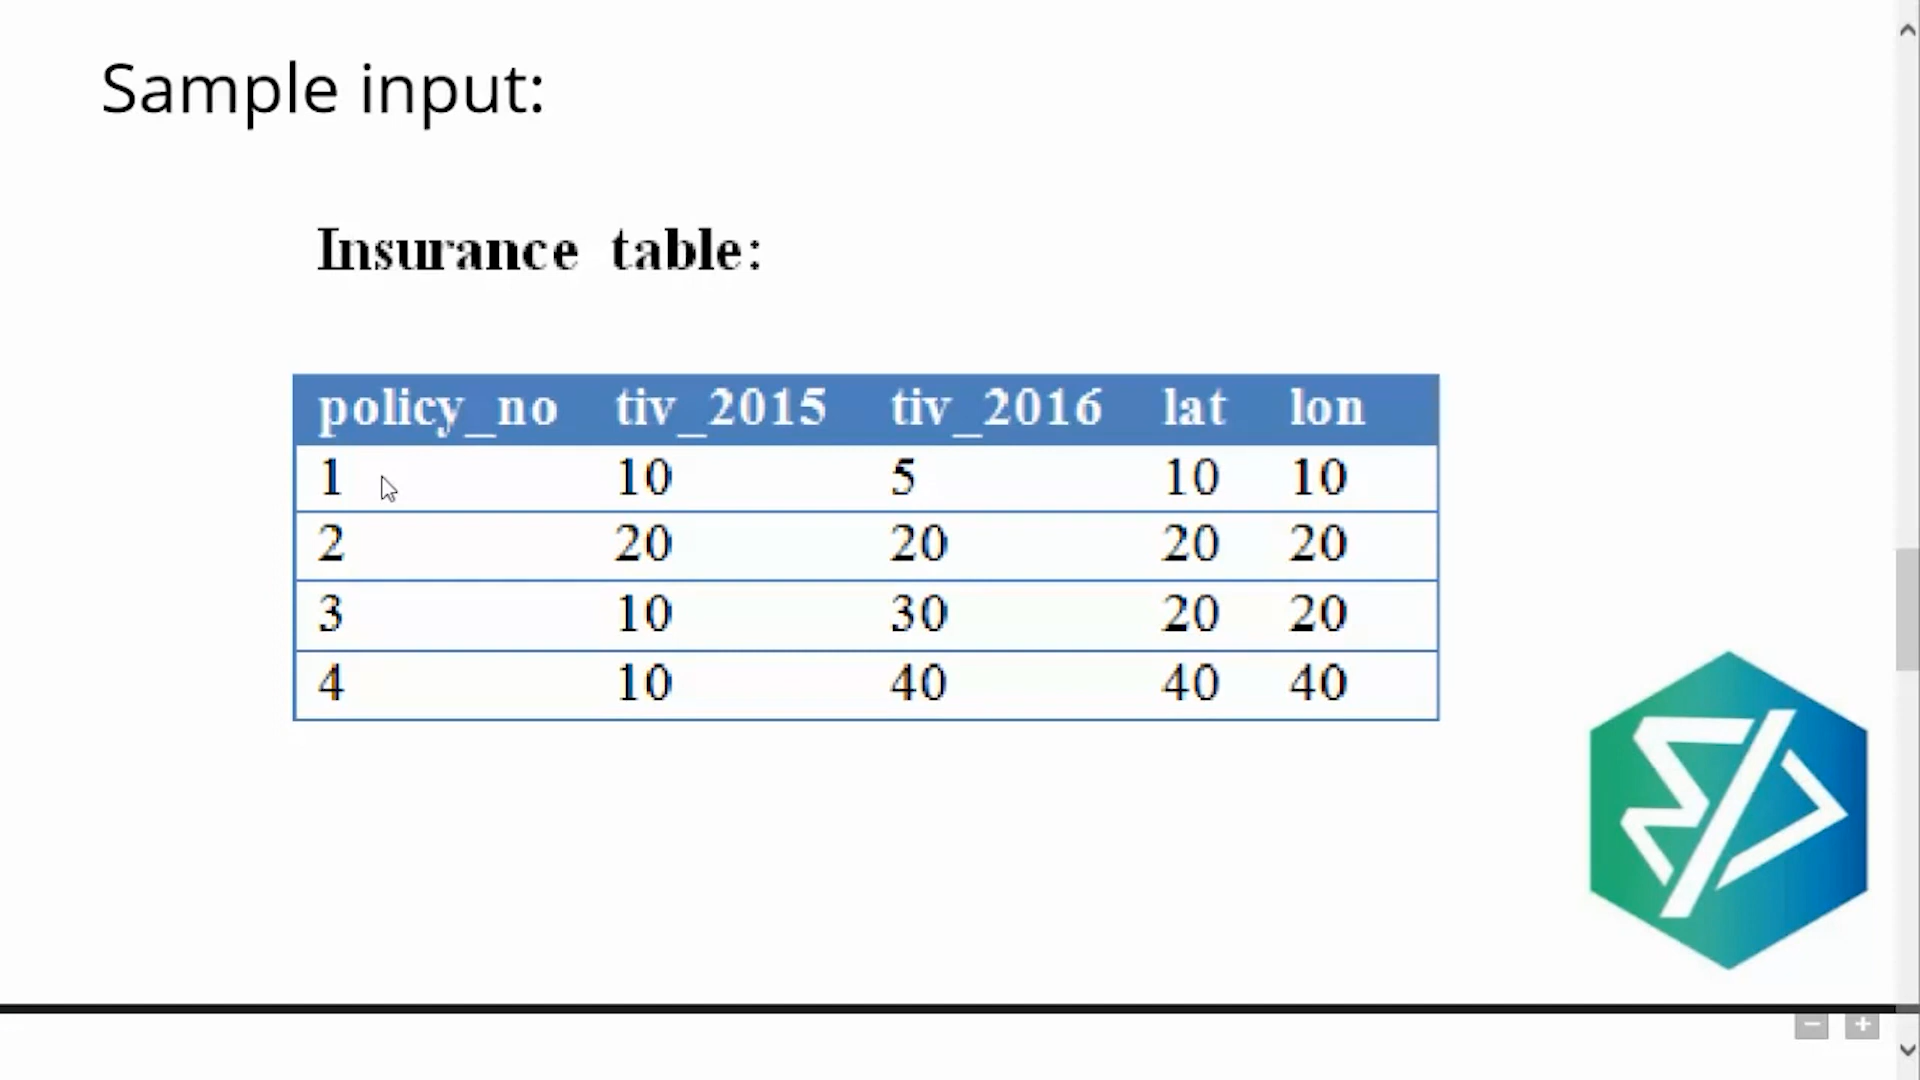 Sample input:
Insurance table:
policy_no tiv_2015 tiv_2016 lat lon
1 10 5 10 10
2 20 20 20 20
3 10 30 20 20
4 10 40 40 40